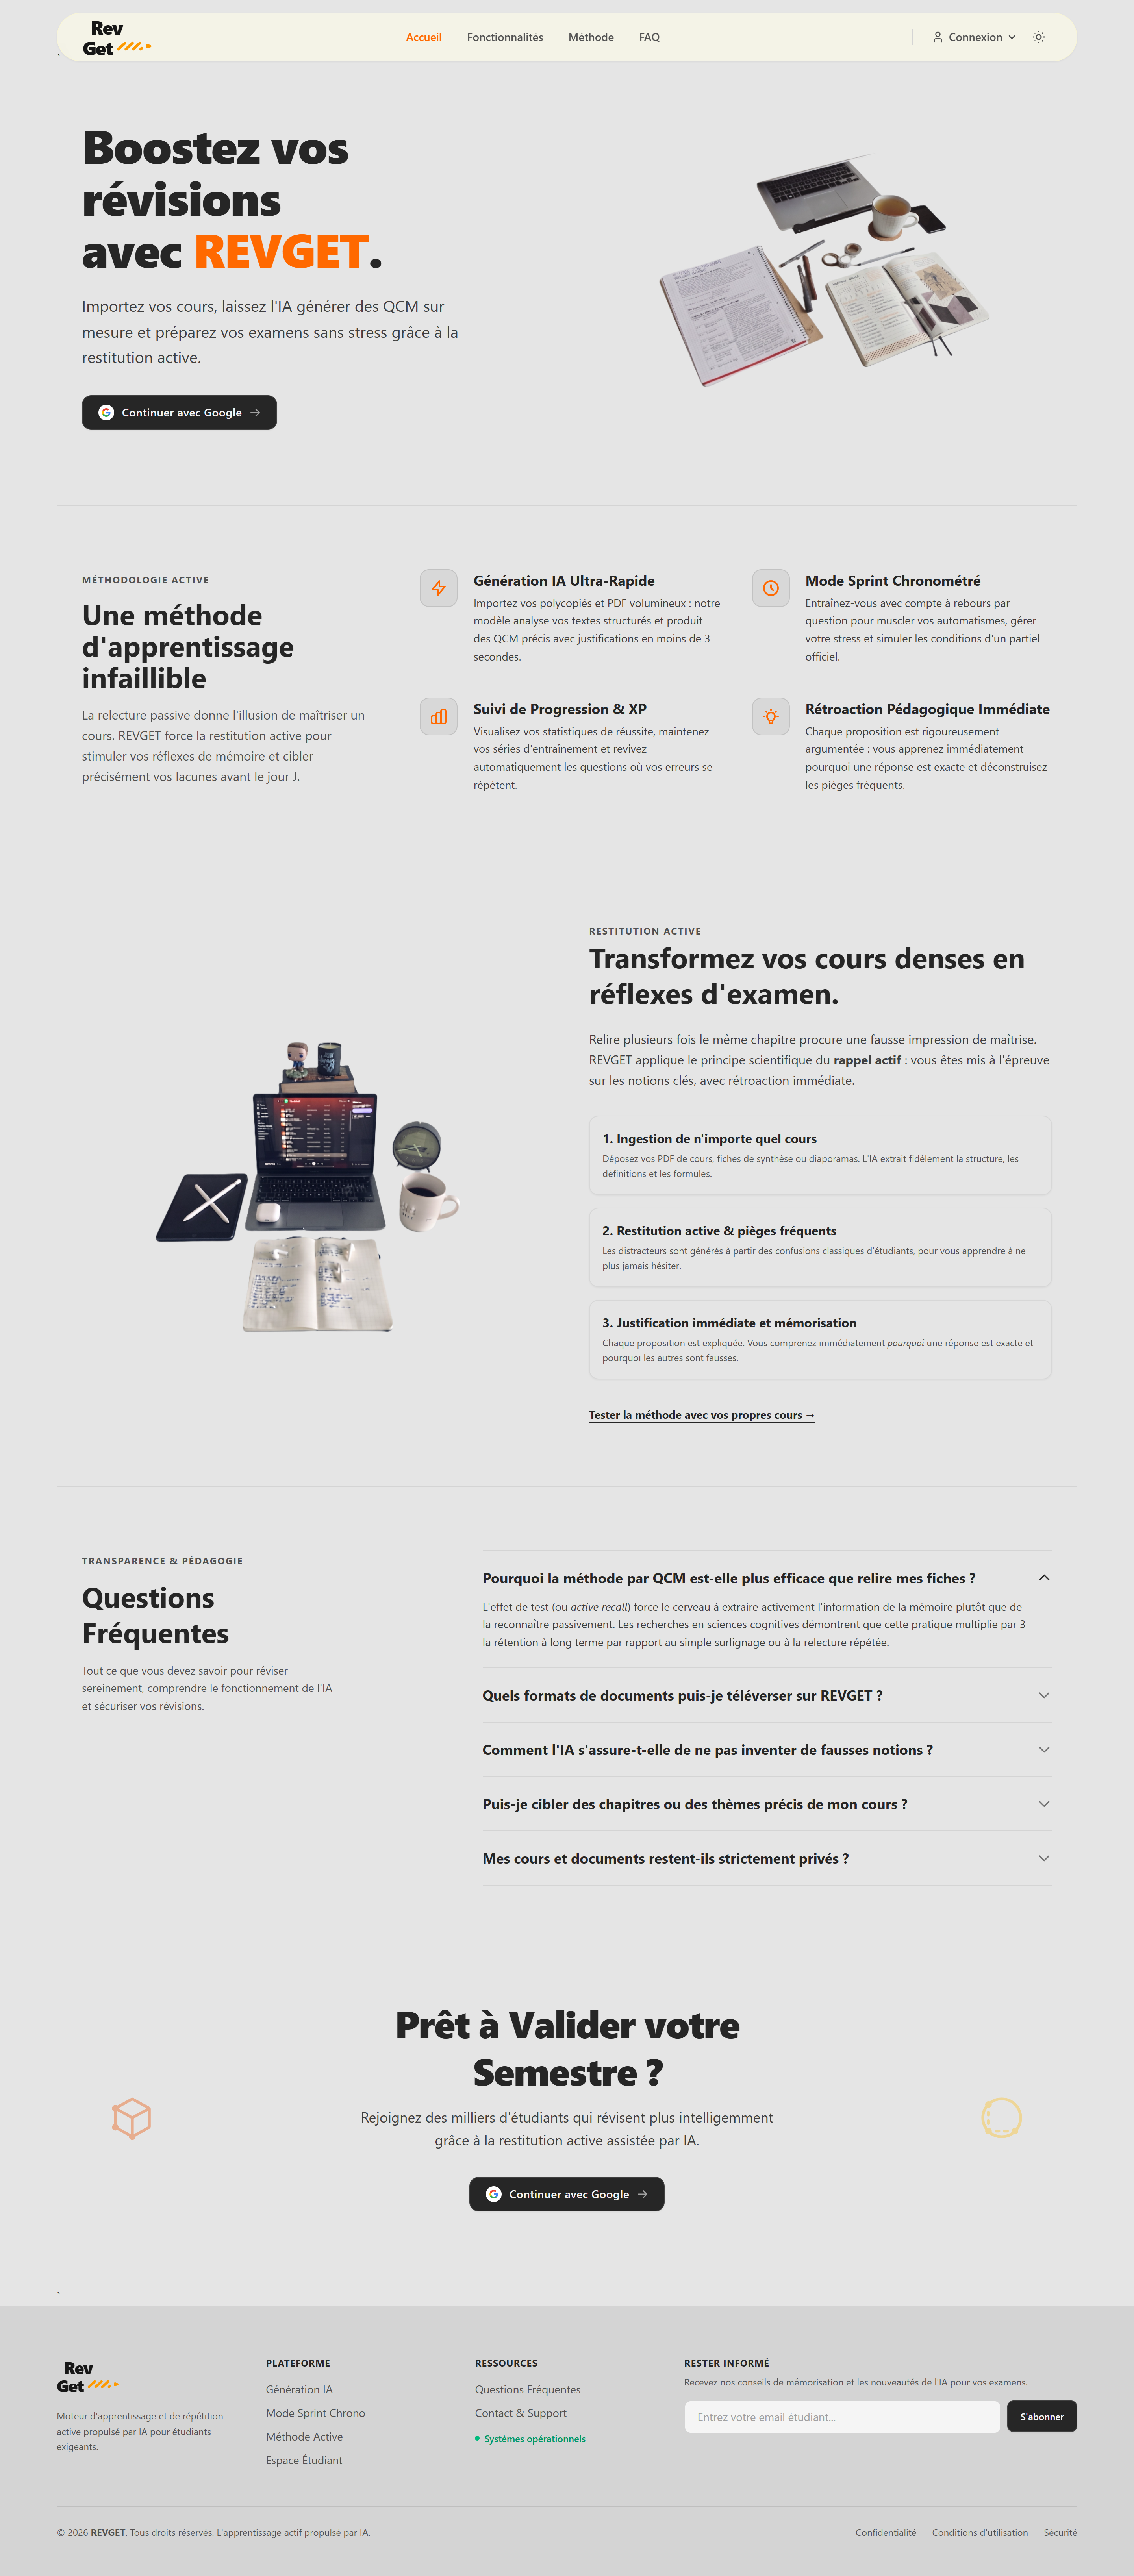 Rev
Get
Accueil
Fonctionnalités
Méthode
FAQ
Connexion
`
Boostez vos
révisions
avec REVGET.
Importez vos cours, laissez l'IA générer des QCM sur
mesure et préparez vos examens sans stress grâce à la
restitution active.
Continuer avec Google →
MÉTHODOLOGIE ACTIVE
Une méthode
d'apprentissage
infaillible
La relecture passive donne l'illusion de maîtriser un
cours. REVGET force la restitution active pour
stimuler vos réflexes de mémoire et cibler
précisément vos lacunes avant le jour J.
Génération IA Ultra-Rapide
Importez vos polycopiés et PDF volumineux : notre
modèle analyse vos textes structurés et produit
des QCM précis avec justifications en moins de 3
secondes.
Mode Sprint Chronométré
Entraînez-vous avec compte à rebours par
question pour muscler vos automatismes, gérer
votre stress et simuler les conditions d'un partiel
officiel.
Suivi de Progression & XP
Visualisez vos statistiques de réussite, maintenez
vos séries d'entraînement et revivez
automatiquement les questions où vos erreurs se
répètent.
Rétroaction Pédagogique Immédiate
Chaque proposition est rigoureusement
argumentée : vous apprenez immédiatement
pourquoi une réponse est exacte et déconstruisez
les pièges fréquents.
RESTITUTION ACTIVE
Transformez vos cours denses en
réflexes d'examen.
Relire plusieurs fois le même chapitre procure une fausse impression de maîtrise.
REVGET applique le principe scientifique du rappel actif : vous êtes mis à l'épreuve
sur les notions clés, avec rétroaction immédiate.
1. Ingestion de n'importe quel cours
Déposez vos PDF de cours, fiches de synthèse ou diaporamas. L'IA extrait fidèlement la structure, les
définitions et les formules.
2. Restitution active & pièges fréquents
Les distracteurs sont générés à partir des confusions classiques d'étudiants, pour vous apprendre à ne
plus jamais hésiter.
3. Justification immédiate et mémorisation
Chaque proposition est expliquée. Vous comprenez immédiatement pourquoi une réponse est exacte et
pourquoi les autres sont fausses.
Tester la méthode avec vos propres cours →
TRANSPARENCE & PÉDAGOGIE
Questions
Fréquentes
Tout ce que vous devez savoir pour réviser
sereinement, comprendre le fonctionnement de l'IA
et sécuriser vos révisions.
Pourquoi la méthode par QCM est-elle plus efficace que relire mes fiches ?
L'effet de test (ou active recall) force le cerveau à extraire activement l'information de la mémoire plutôt que de
la reconnaître passivement. Les recherches en sciences cognitives démontrent que cette pratique multiplie par 3
la rétention à long terme par rapport au simple surlignage ou à la relecture répétée.
Quels formats de documents puis-je téléverser sur REVGET ?
Comment l'IA s'assure-t-elle de ne pas inventer de fausses notions ?
Puis-je cibler des chapitres ou des thèmes précis de mon cours ?
Mes cours et documents restent-ils strictement privés ?
Prêt à Valider votre
Semestre ?
Rejoignez des milliers d'étudiants qui révisent plus intelligemment
grâce à la restitution active assistée par IA.
Continuer avec Google →
`
Rev
Get
Moteur d'apprentissage et de répétition
active propulsé par IA pour étudiants
exigeants.
PLATEFORME
Génération IA
Mode Sprint Chrono
Méthode Active
Espace Étudiant
RESSOURCES
Questions Fréquentes
Contact & Support
Systèmes opérationnels
RESTER INFORMÉ
Recevez nos conseils de mémorisation et les nouveautés de l'IA pour vos examens.
Entrez votre email étudiant...
S'abonner
© 2026 REVGET. Tous droits réservés. L'apprentissage actif propulsé par IA.
Confidentialité
Conditions d'utilisation
Sécurité